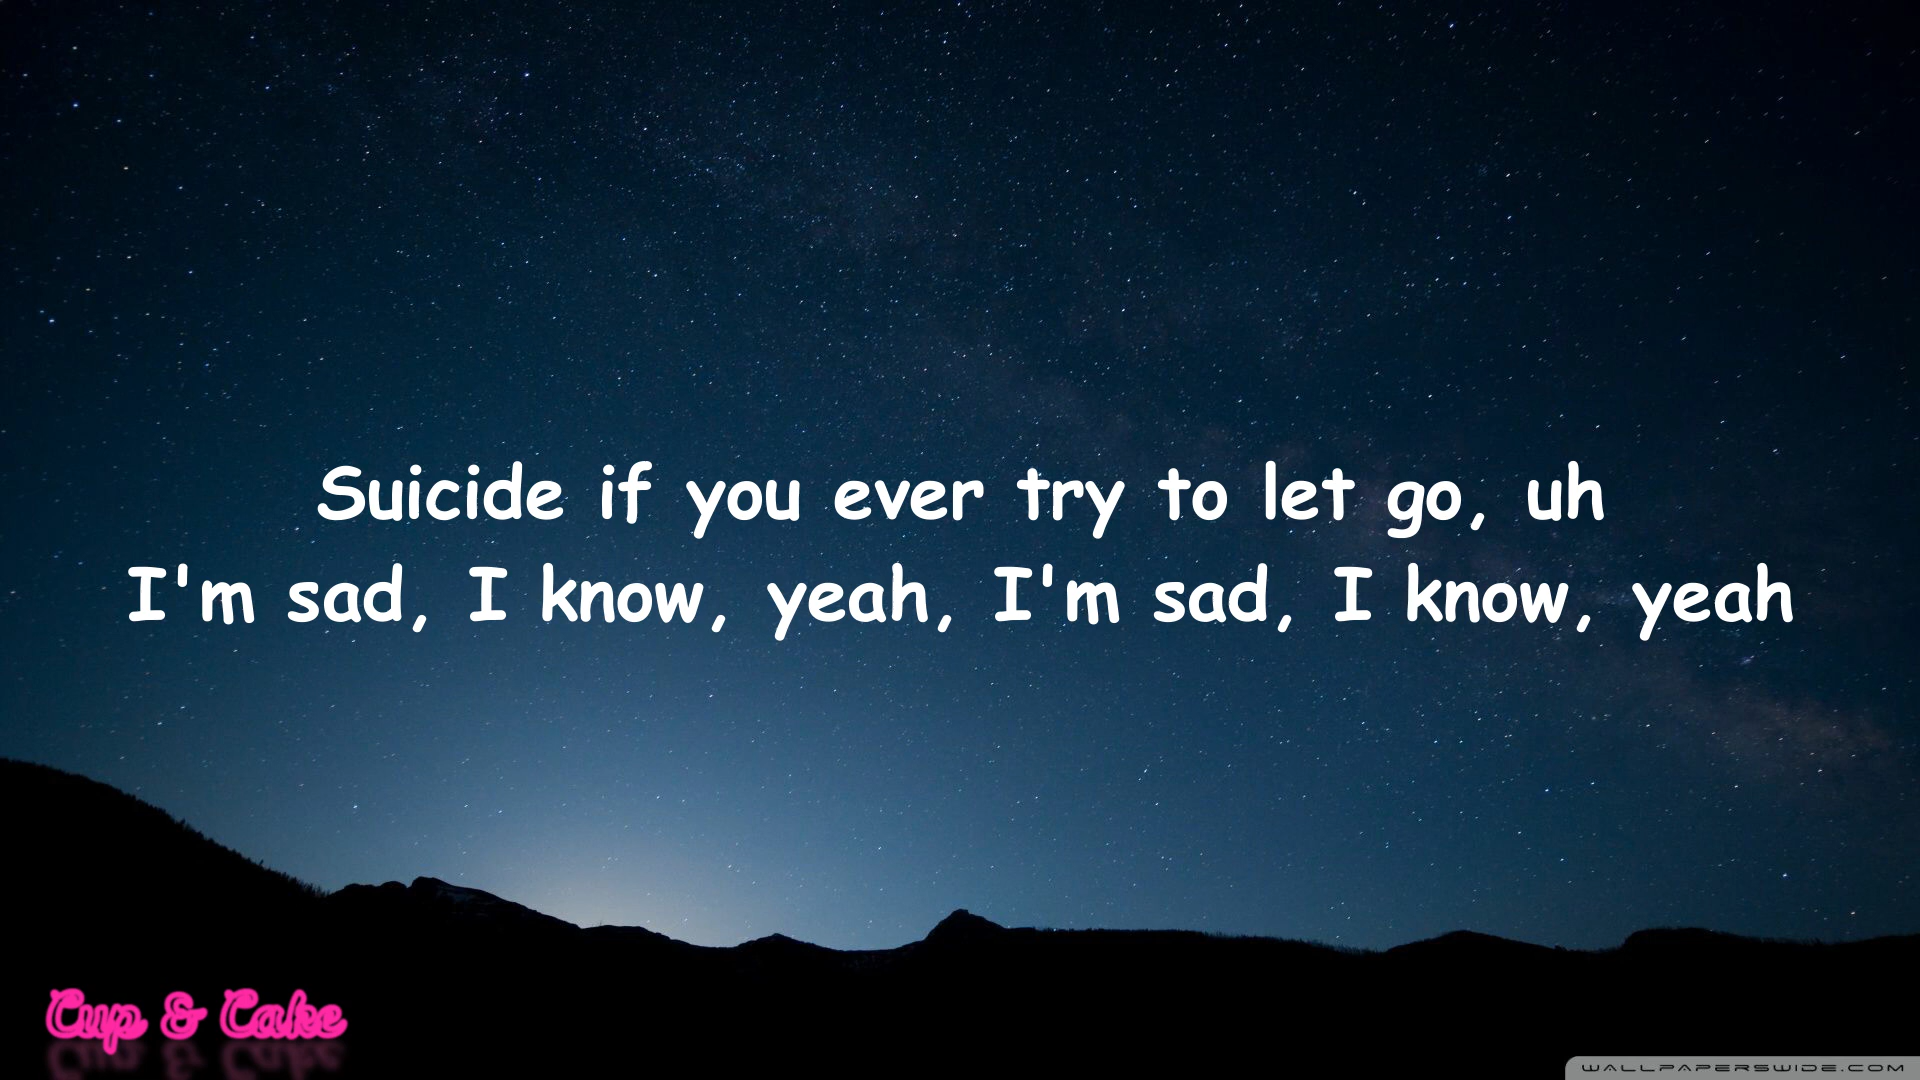 Suicide if you ever try to let go, uh
I'm sad, I know, yeah, I'm sad, I know, yeah
Cup & Cake
WALLPAPERSWIDE.COM